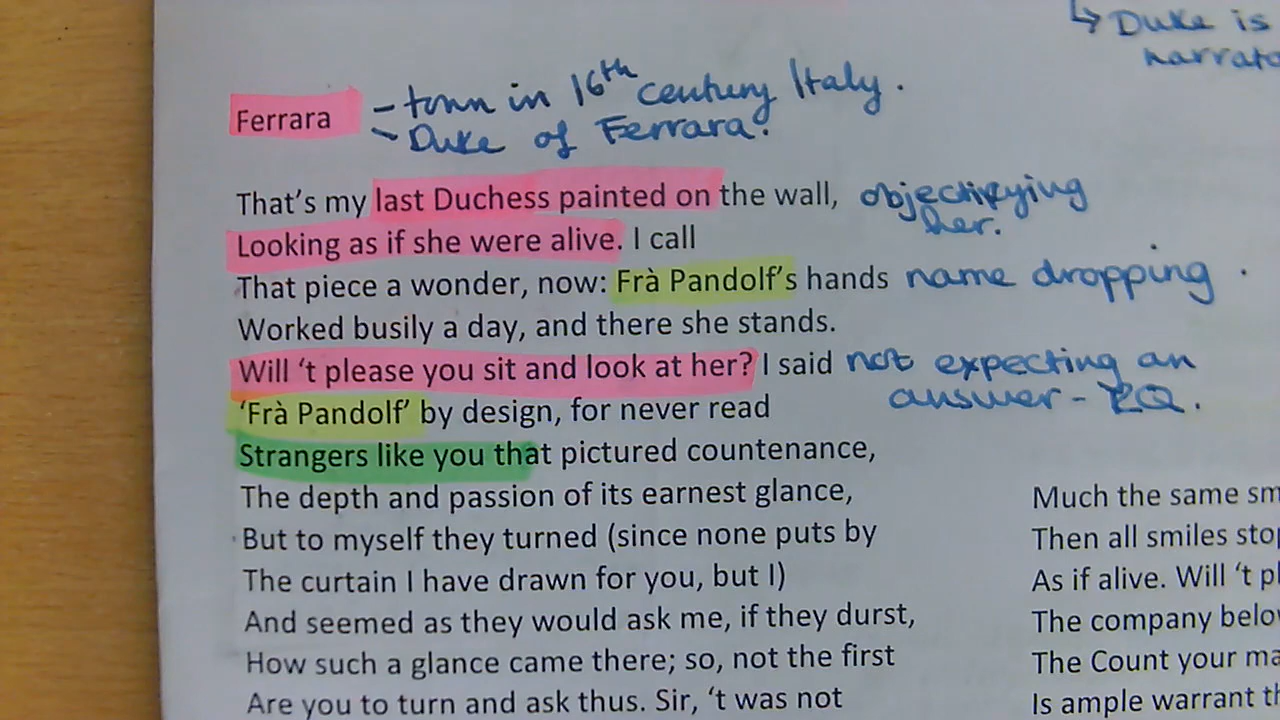 ↳ Duke is
narrato
Ferrara - town in 16th century Italy.
- Duke of Ferrara.
That's my last Duchess painted on the wall, objectifying
her.
Looking as if she were alive. I call
That piece a wonder, now: Frà Pandolf's hands name dropping.
Worked busily a day, and there she stands.
Will 't please you sit and look at her? I said not expecting an
answer - RQ.
'Frà Pandolf' by design, for never read
Strangers like you that pictured countenance,
The depth and passion of its earnest glance,
But to myself they turned (since none puts by
The curtain I have drawn for you, but I)
And seemed as they would ask me, if they durst,
How such a glance came there; so, not the first
Are you to turn and ask thus. Sir, 't was not
Much the same sm
Then all smiles stop
As if alive. Will 't pl
The company belo
The Count your ma
Is ample warrant th